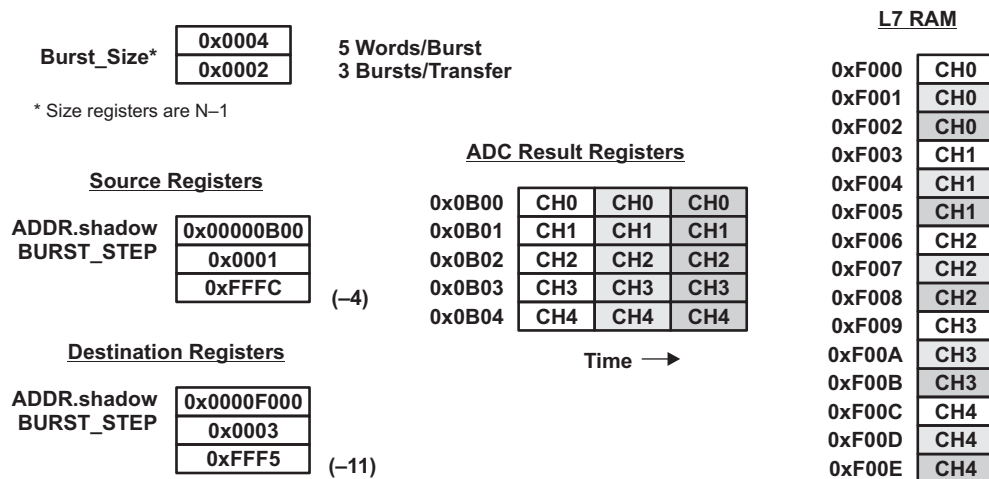 Burst_Size*
0x0004
0x0002
5 Words/Burst
3 Bursts/Transfer
* Size registers are N–1
Source Registers
ADDR.shadow
BURST_STEP
0x00000B00
0x0001
0xFFFC
(–4)
Destination Registers
ADDR.shadow
BURST_STEP
0x0000F000
0x0003
0xFFF5
(–11)
ADC Result Registers
0x0B00 CH0 CH0 CH0
0x0B01 CH1 CH1 CH1
0x0B02 CH2 CH2 CH2
0x0B03 CH3 CH3 CH3
0x0B04 CH4 CH4 CH4
Time
L7 RAM
0xF000 CH0
0xF001 CH0
0xF002 CH0
0xF003 CH1
0xF004 CH1
0xF005 CH1
0xF006 CH2
0xF007 CH2
0xF008 CH2
0xF009 CH3
0xF00A CH3
0xF00B CH3
0xF00C CH4
0xF00D CH4
0xF00E CH4